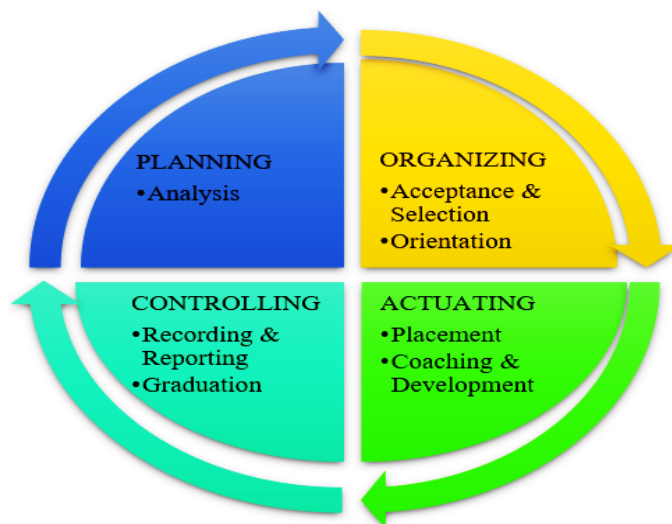 PLANNING
•Analysis
ORGANIZING
•Acceptance &
Selection
•Orientation
CONTROLLING
•Recording &
Reporting
•Graduation
ACTUATING
•Placement
•Coaching &
Development